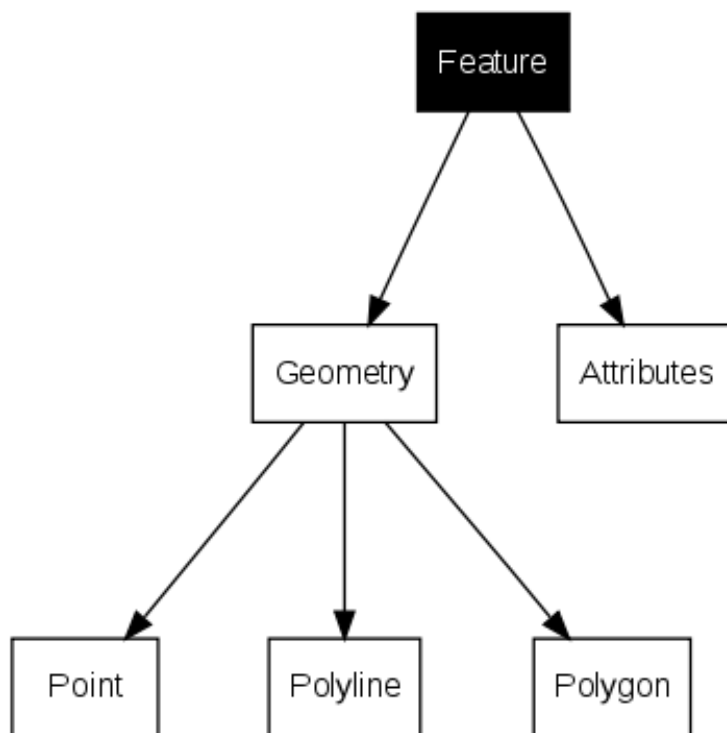 Feature
Geometry
Attributes
Point
Polyline
Polygon